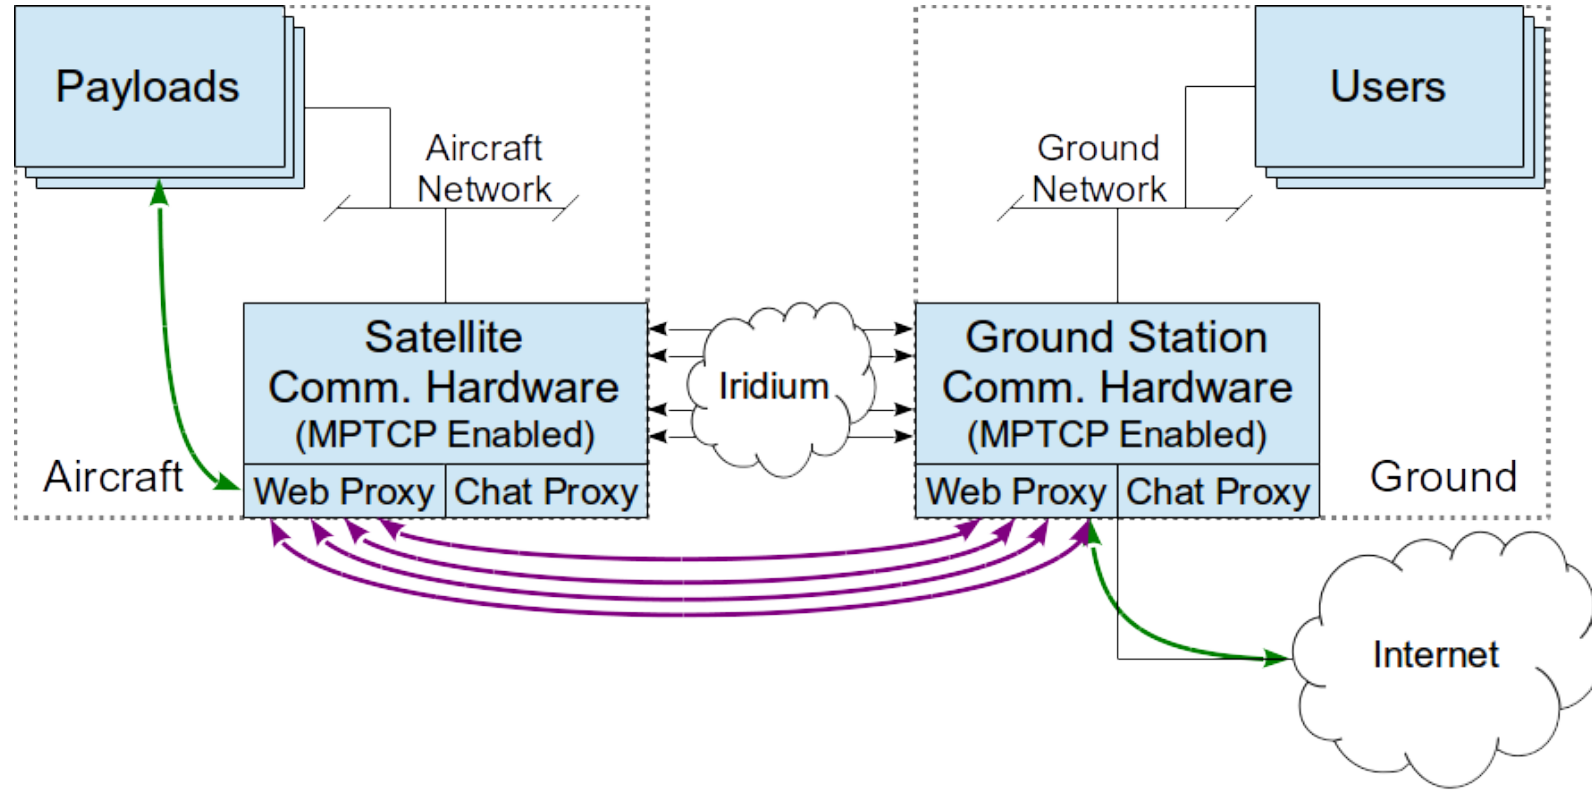 Payloads
Users
Aircraft
Network
Ground
Network
Satellite
Comm. Hardware
(MPTCP Enabled)
Iridium
Ground Station
Comm. Hardware
(MPTCP Enabled)
Aircraft
Web Proxy
Chat Proxy
Web Proxy
Chat Proxy
Ground
Internet